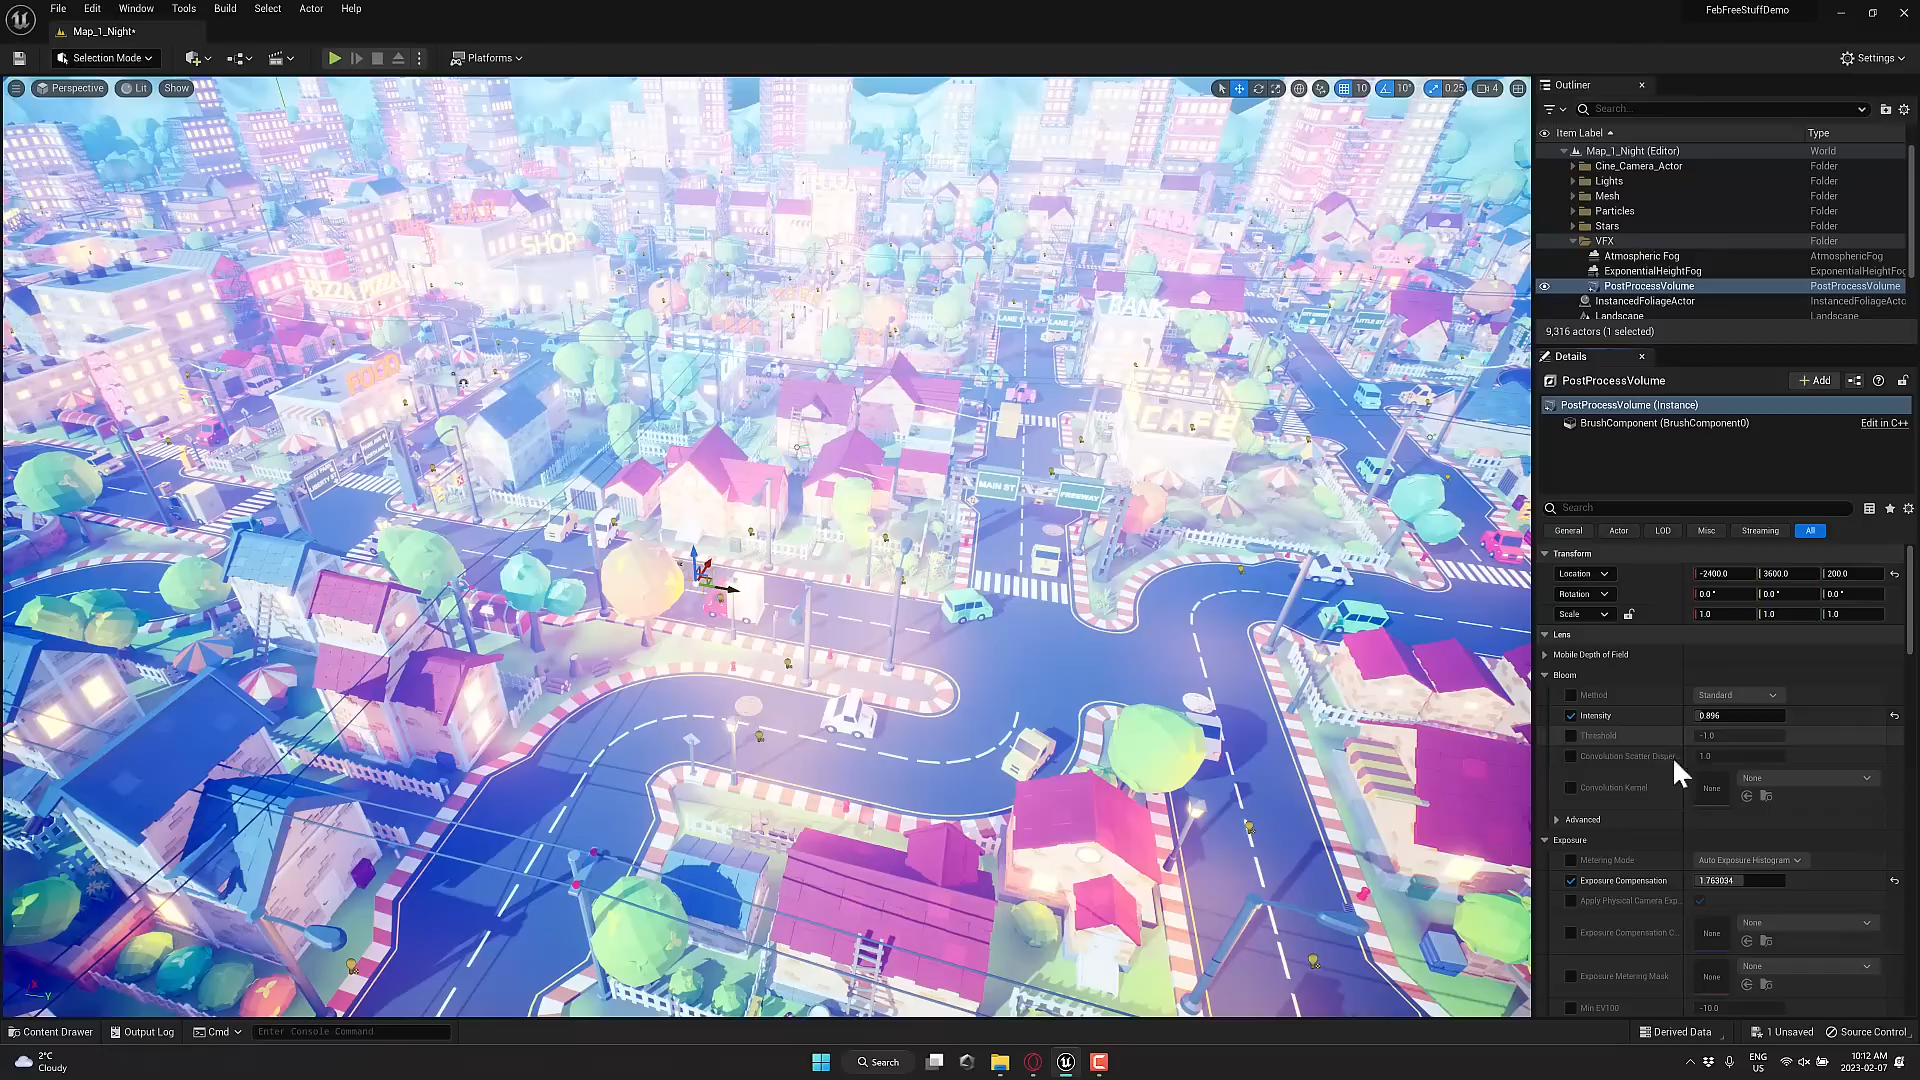 File Edit Window Tools Build Select Actor Help
FebFreeStuffDemo
Map_1_Night*
Selection Mode
Platforms
Settings
Perspective Lit Show
10 10° 0.25 4
SHOP
PIZZA PIZZA
BANK
LANE 1 LANE 2
FOOD
CAFE
MAIN ST
FREEWAY
Outliner
Search...
Item Label Type
Map_1_Night (Editor) World
Cine_Camera_Actor Folder
Lights Folder
Mesh Folder
Particles Folder
Stars Folder
VFX Folder
Atmospheric Fog AtmosphericFog
ExponentialHeightFog ExponentialHeightFog
PostProcessVolume PostProcessVolume
InstancedFoliageActor InstancedFoliageActo
Landscape Landscape
9,316 actors (1 selected)
Details
PostProcessVolume
Add
PostProcessVolume (Instance)
BrushComponent (BrushComponent0) Edit in C++
Search
General Actor LOD Misc Streaming All
Transform
Location -2400.0 3600.0 200.0
Rotation 0.0° 0.0° 0.0°
Scale 1.0 1.0 1.0
Lens
Mobile Depth of Field
Bloom
Method Standard
Intensity 0.896
Threshold -1.0
Convolution Scatter Disper 1.0
Convolution Kernel None None
Advanced
Exposure
Metering Mode Auto Exposure Histogram
Exposure Compensation 1.763034
Apply Physical Camera Exp...
Exposure Compensation C... None None
Exposure Metering Mask None None
Min EV100 -10.0
Content Drawer Output Log Cmd Enter Console Command
Derived Data 1 Unsaved Source Control
2°C
Cloudy
Search
ENG
US
10:12 AM
2023-02-07